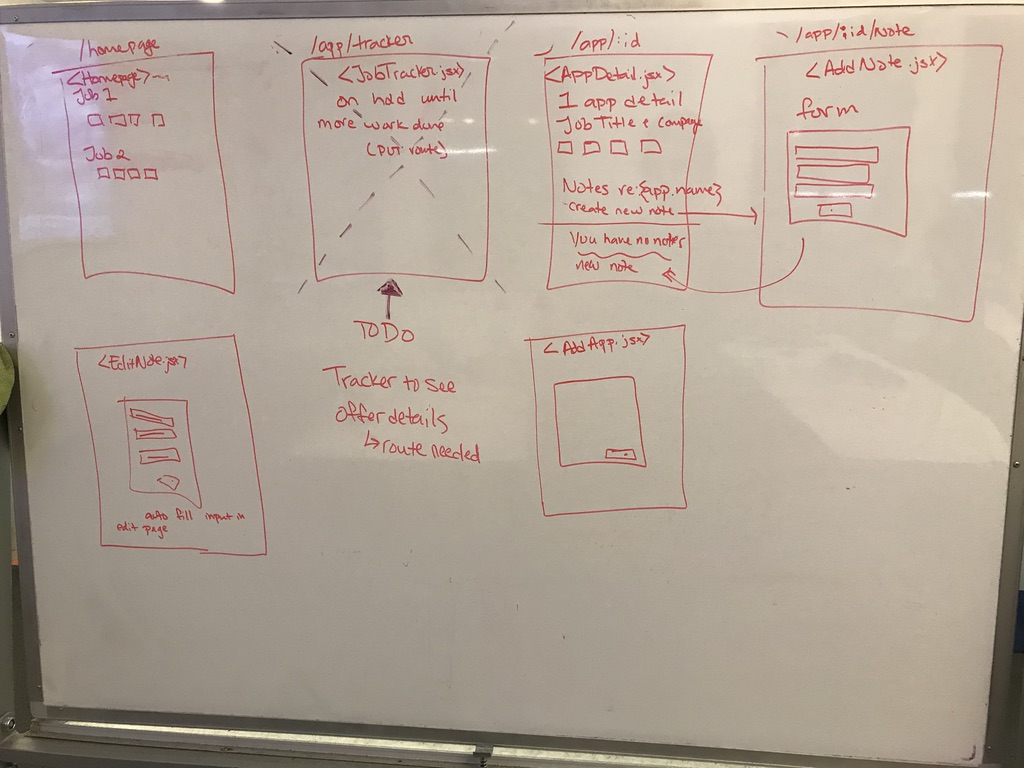 /homepage
<Homepage>
Job 1
Job 2
/app/tracker
<JobTracker.jsx>
on hold until
more work done
(PUT route)
TODO
Tracker to see
offer details
↳ route needed
/app/:id
<AppDetail.jsx>
1 app detail
Job Title & Company
Notes re:{app.name}
-create new note
You have no notes
new note
/app/:id/note
<AddNote.jsx>
form
<EditNote.jsx>
auto fill input in
edit page
<AddApp.jsx>